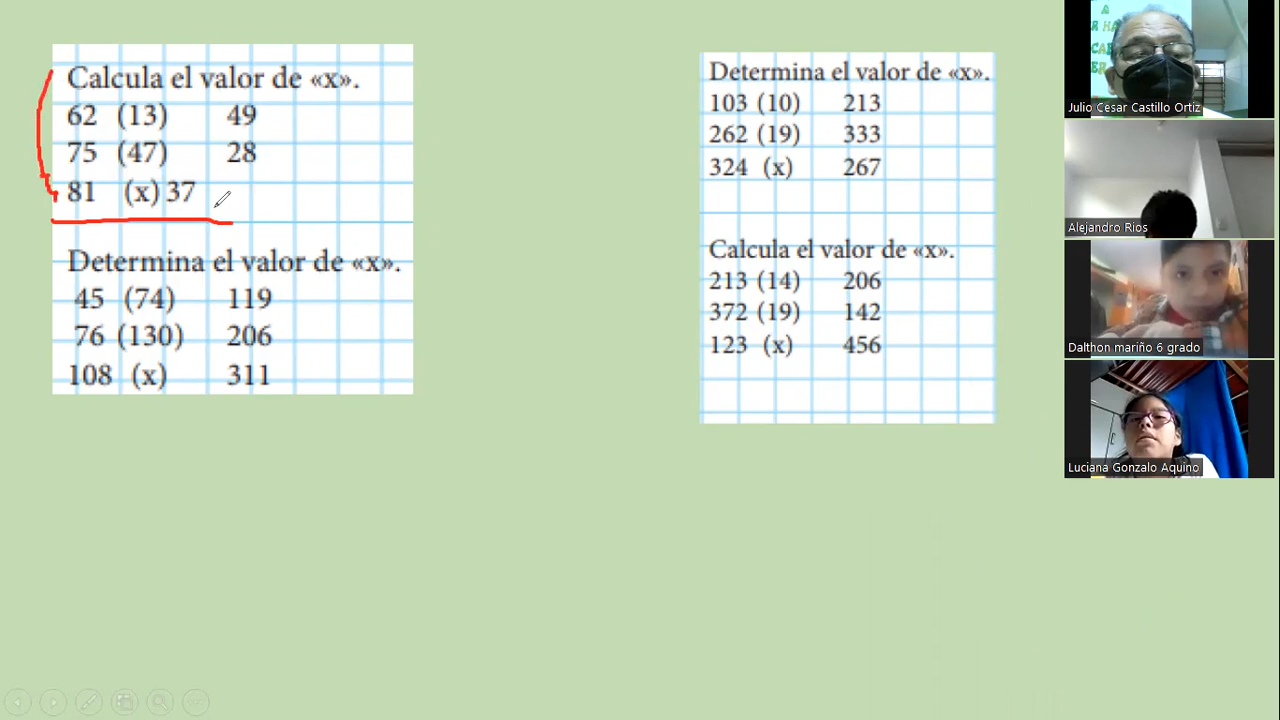 Calcula el valor de «x».
62 (13) 49
75 (47) 28
81 (x) 37
Determina el valor de «x».
45 (74) 119
76 (130) 206
108 (x) 311
Determina el valor de «x».
103 (10) 213
262 (19) 333
324 (x) 267
Calcula el valor de «x».
213 (14) 206
372 (19) 142
123 (x) 456
A
Julio Cesar Castillo Ortiz
Alejandro Rios
Dalthon mariño 6 grado
Luciana Gonzalo Aquino